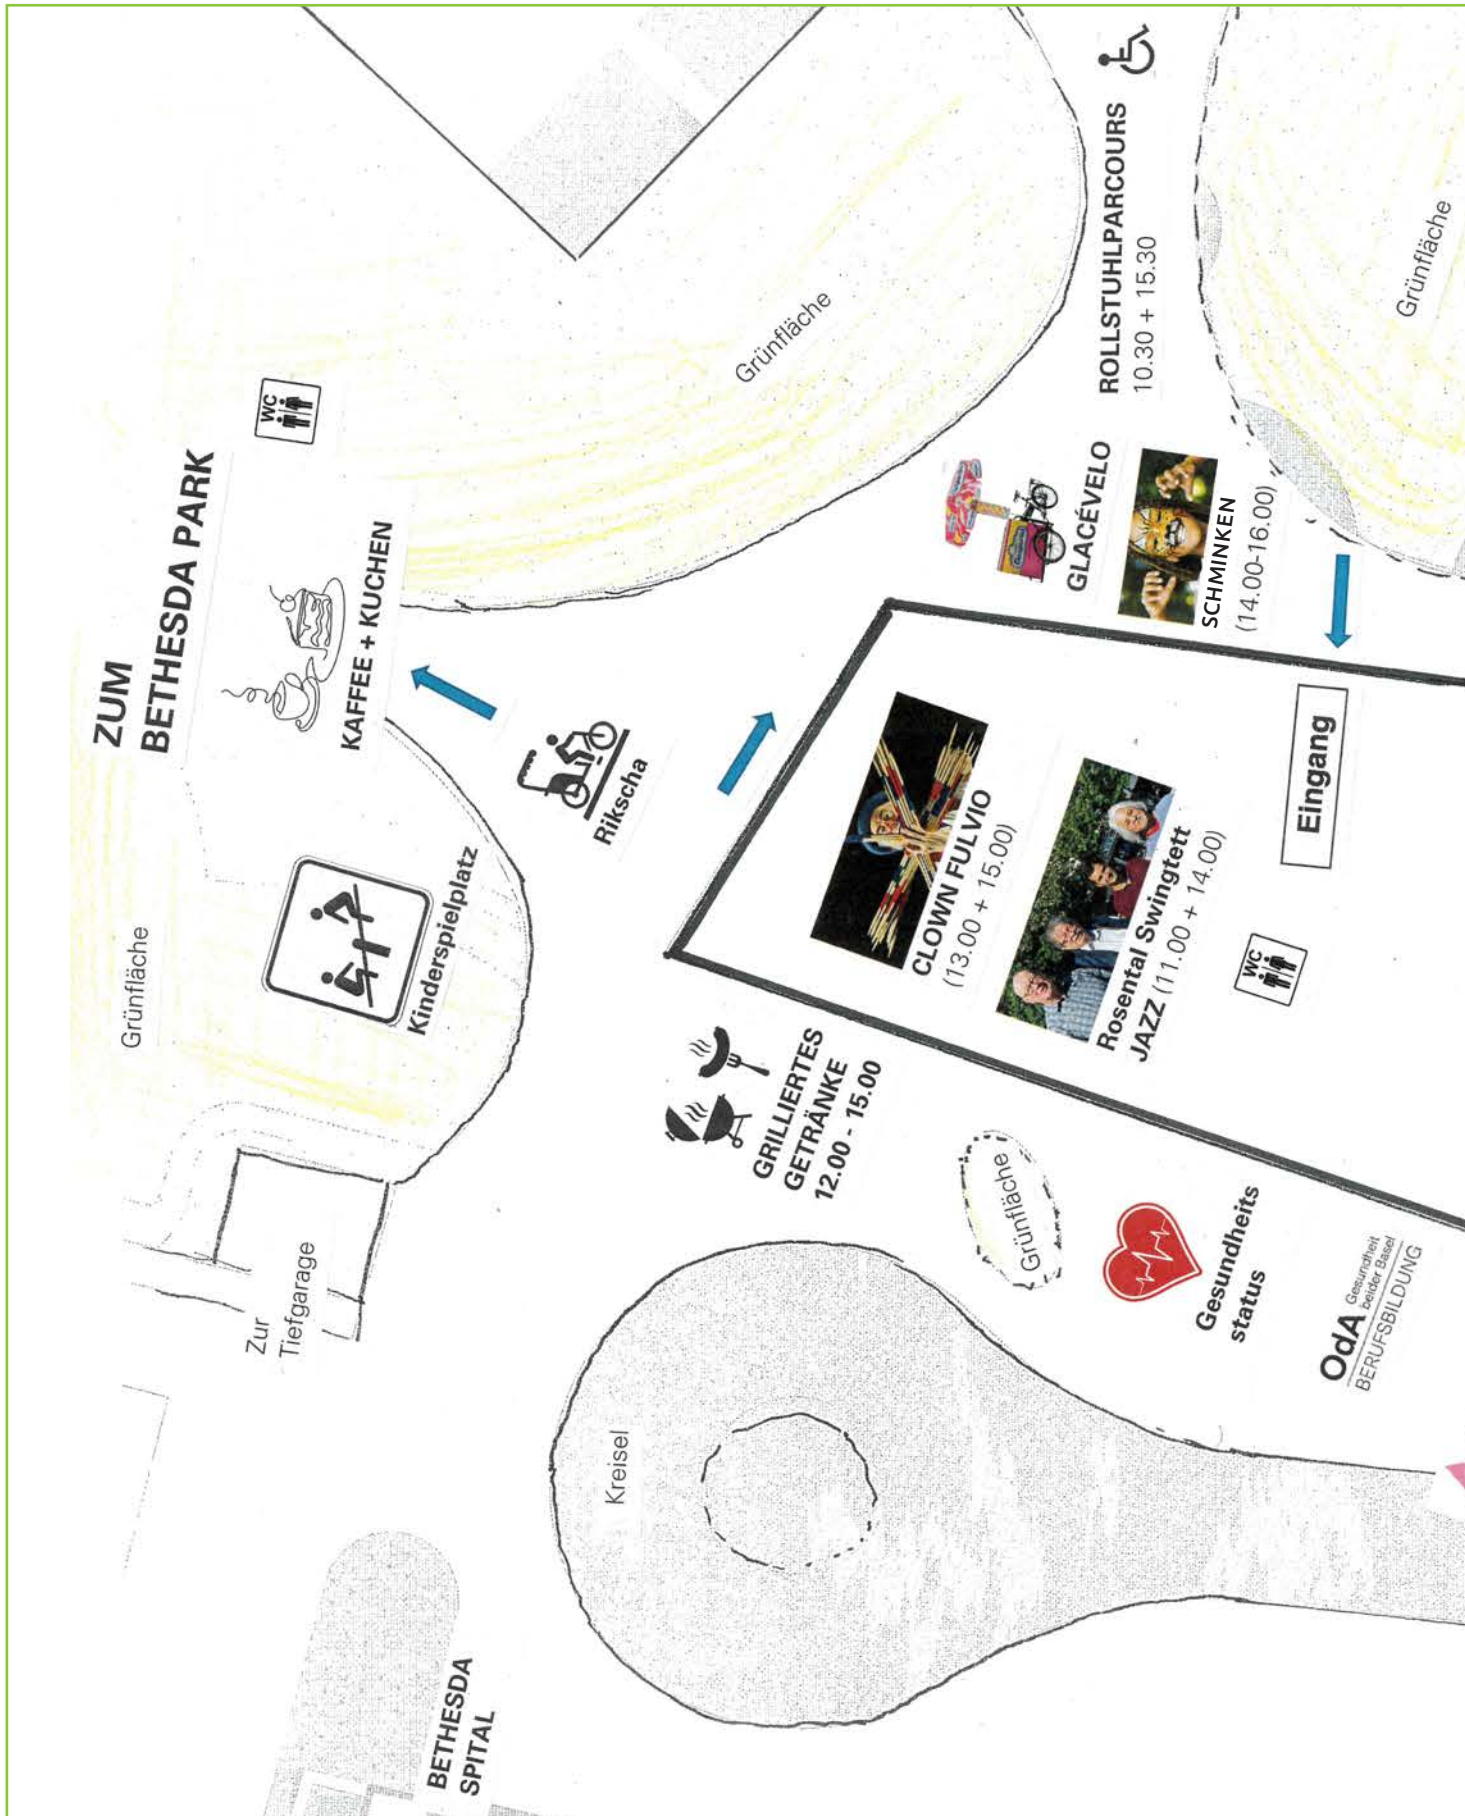 ZUM
BETHESDA PARK
WC
KAFFEE + KUCHEN
Grünfläche
Kinderspielplatz
Rikscha
Grünfläche
ROLLSTUHLPARCOURS
10.30 + 15.30
Grünfläche
GLACÉVELO
SCHMINKEN
(14.00-16.00)
CLOWN FULVIO
(13.00 + 15.00)
Rosental Swingtett
JAZZ (11.00 + 14.00)
Eingang
WC
GRILLIERTES
GETRÄNKE
12.00 - 15.00
Grünfläche
Gesundheits
status
OdA Gesundheit
beider Basel
BERUFSBILDUNG
Zur
Tiefgarage
Kreisel
BETHESDA
SPITAL